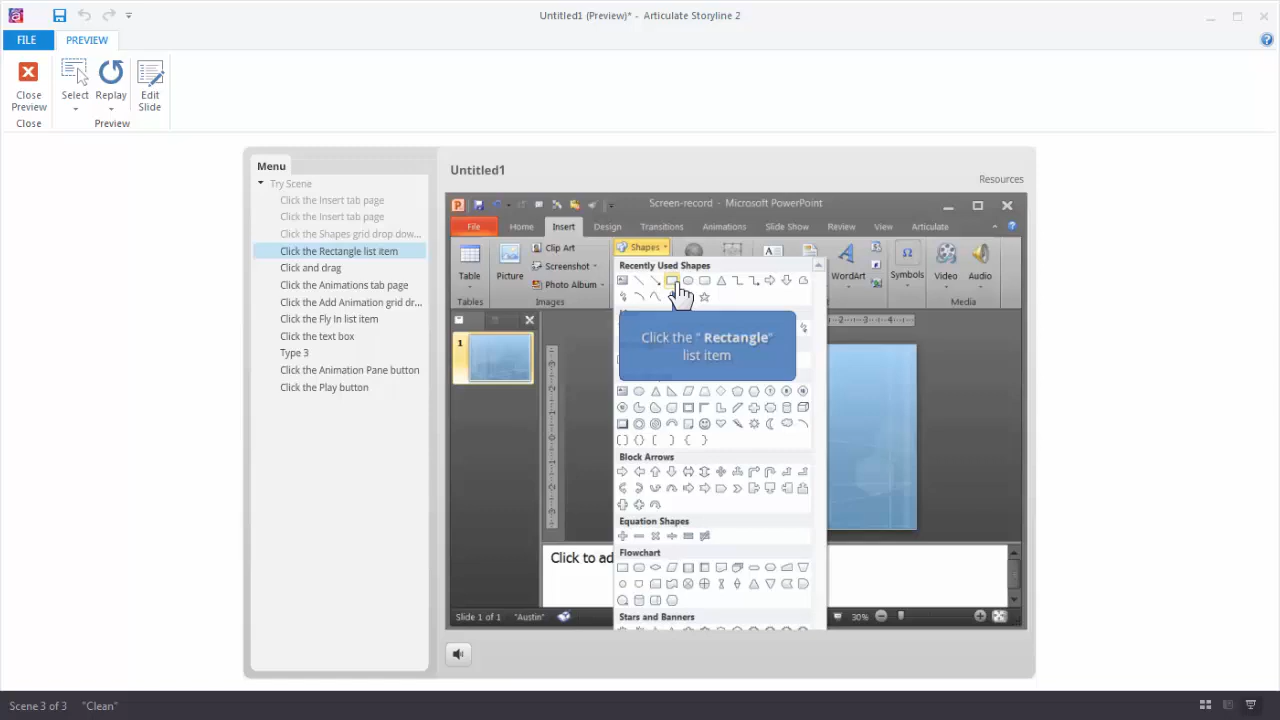 Untitled1 (Preview)* - Articulate Storyline 2
FILE
PREVIEW
Close Preview
Select
Replay
Edit Slide
Close
Preview
Menu
Try Scene
Click the Insert tab page
Click the Insert tab page
Click the Shapes grid drop dow...
Click the Rectangle list item
Click and drag
Click the Animations tab page
Click the Add Animation grid dr...
Click the Fly In list item
Click the text box
Type 3
Click the Animation Pane button
Click the Play button
Untitled1
Resources
Screen-record - Microsoft PowerPoint
File
Home
Insert
Design
Transitions
Animations
Slide Show
Review
View
Articulate
Table
Tables
Picture
Clip Art
Screenshot
Photo Album
Images
Shapes
WordArt
Symbols
Video
Audio
Media
Recently Used Shapes
Click the " Rectangle"
list item
1
Block Arrows
Equation Shapes
Flowchart
Stars and Banners
Click to ad
Slide 1 of 1
"Austin"
30%
Scene 3 of 3
"Clean"